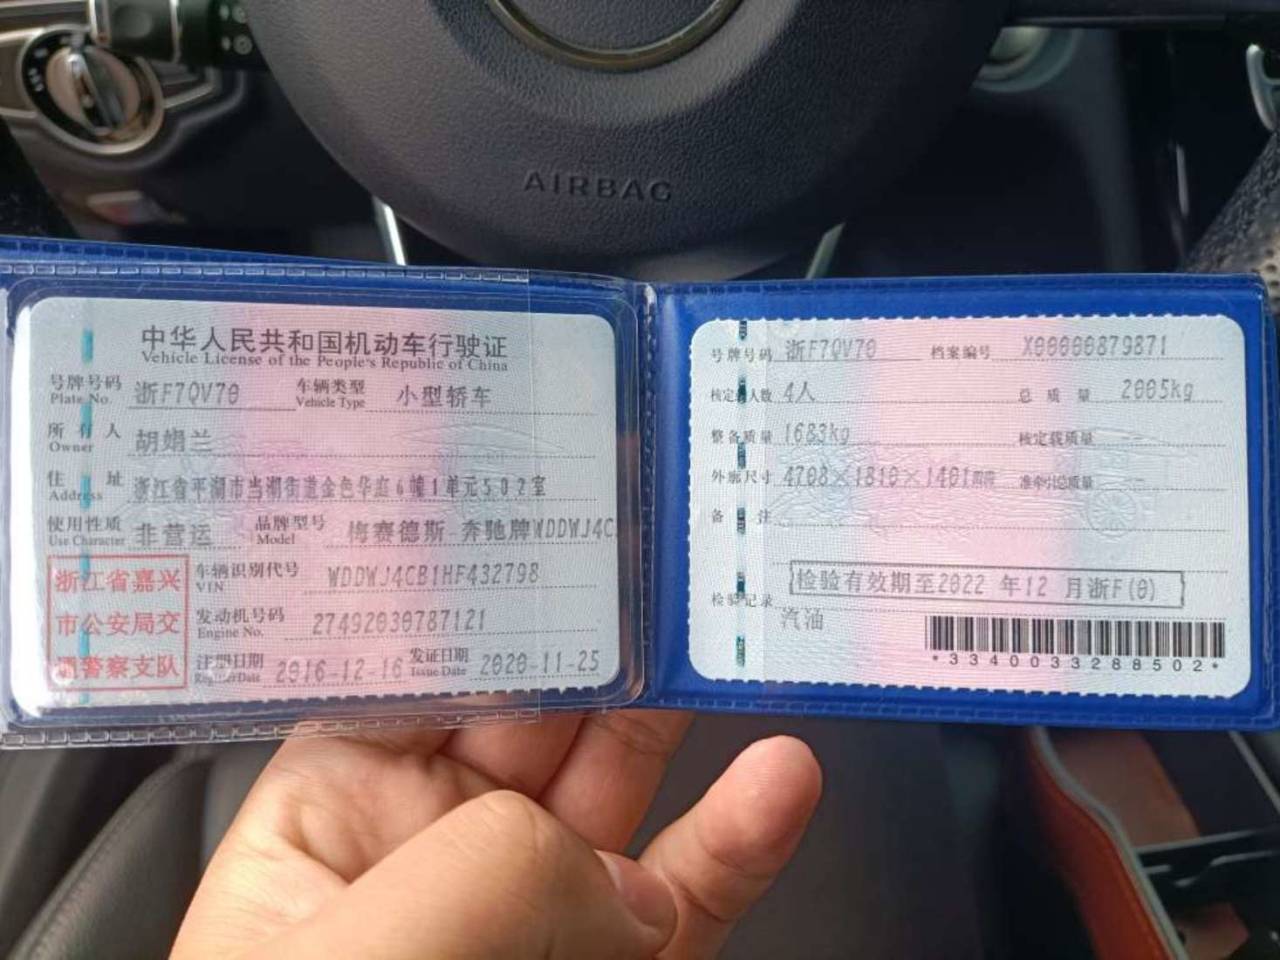 AIRBAG
中华人民共和国机动车行驶证
Vehicle License of the People's Republic of China
号牌号码 浙F7QV70 车辆类型 小型轿车
Plate No. Vehicle Type
所有人 胡娟兰
Owner
住址 浙江省平湖市当湖街道金色华庭6幢1单元502室
Address
使用性质 非营运 品牌型号 梅赛德斯-奔驰牌WDDWJ4C
Use Character Model
浙江省嘉兴
市公安局交
通警察支队
车辆识别代号 WDDWJ4CB1HF432798
VIN
发动机号码 27492030787121
Engine No.
注册日期 2016-12-16 发证日期 2020-11-25
Register Date Issue Date
号牌号码 浙F7QV70 档案编号 X00000879871
核定载人数 4人 总质量 2005kg
整备质量 1683kg 核定载质量 --
外廓尺寸 4708×1810×1401mm 准牵引总质量 --
备注
检验有效期至2022 年12 月浙F(0)
检验记录
汽油
*3340033288502*